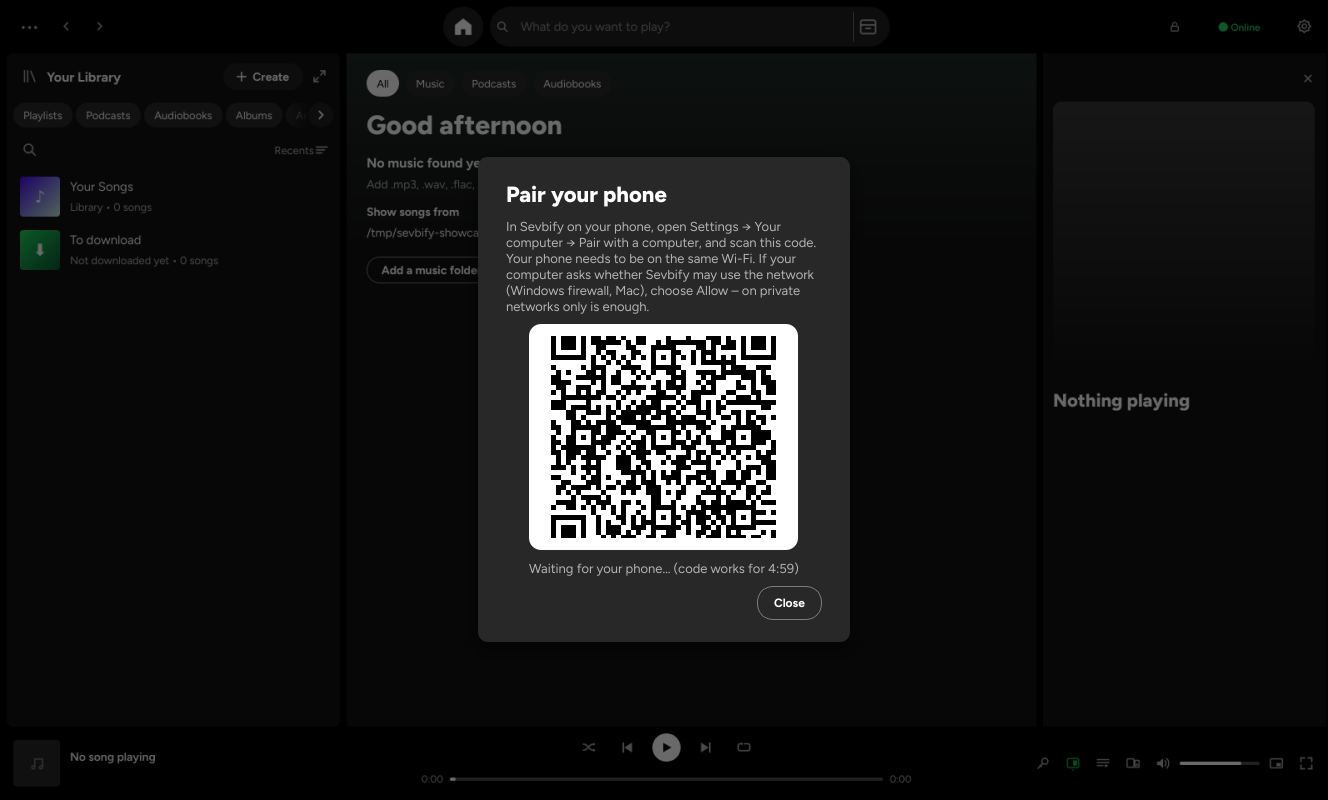 What do you want to play?
Online
Your Library
Create
Playlists
Podcasts
Audiobooks
Albums
Recents
Your Songs
Library • 0 songs
To download
Not downloaded yet • 0 songs
All
Music
Podcasts
Audiobooks
Good afternoon
No music found ye
Add .mp3, .wav, .flac,
Show songs from
/tmp/sevbify-showca
Add a music folde
Pair your phone
In Sevbify on your phone, open Settings → Your
computer → Pair with a computer, and scan this code.
Your phone needs to be on the same Wi-Fi. If your
computer asks whether Sevbify may use the network
(Windows firewall, Mac), choose Allow – on private
networks only is enough.
Waiting for your phone... (code works for 4:59)
Close
Nothing playing
No song playing
0:00
0:00